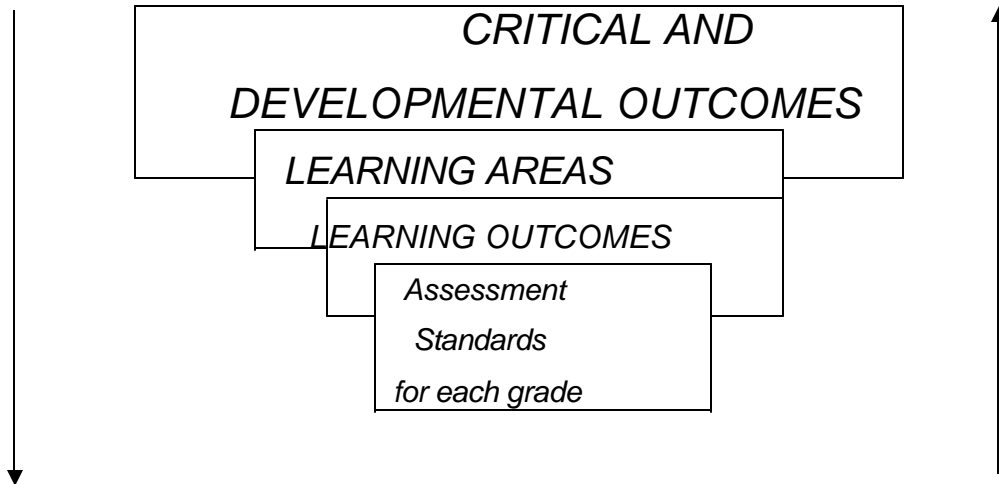 CRITICAL AND
DEVELOPMENTAL OUTCOMES
LEARNING AREAS
LEARNING OUTCOMES
Assessment
Standards
for each grade